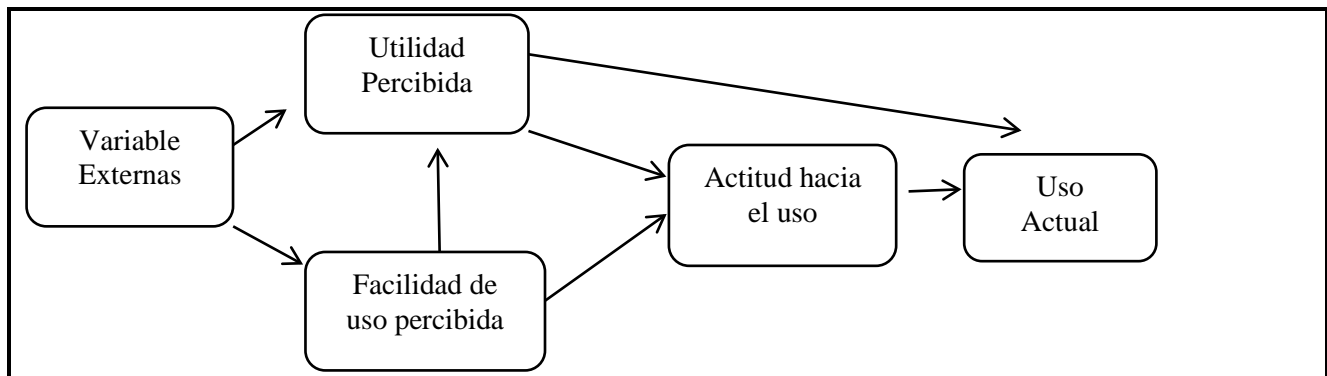 Utilidad
Percibida
Variable
Externas
Actitud hacia
el uso
Uso
Actual
Facilidad de
uso percibida